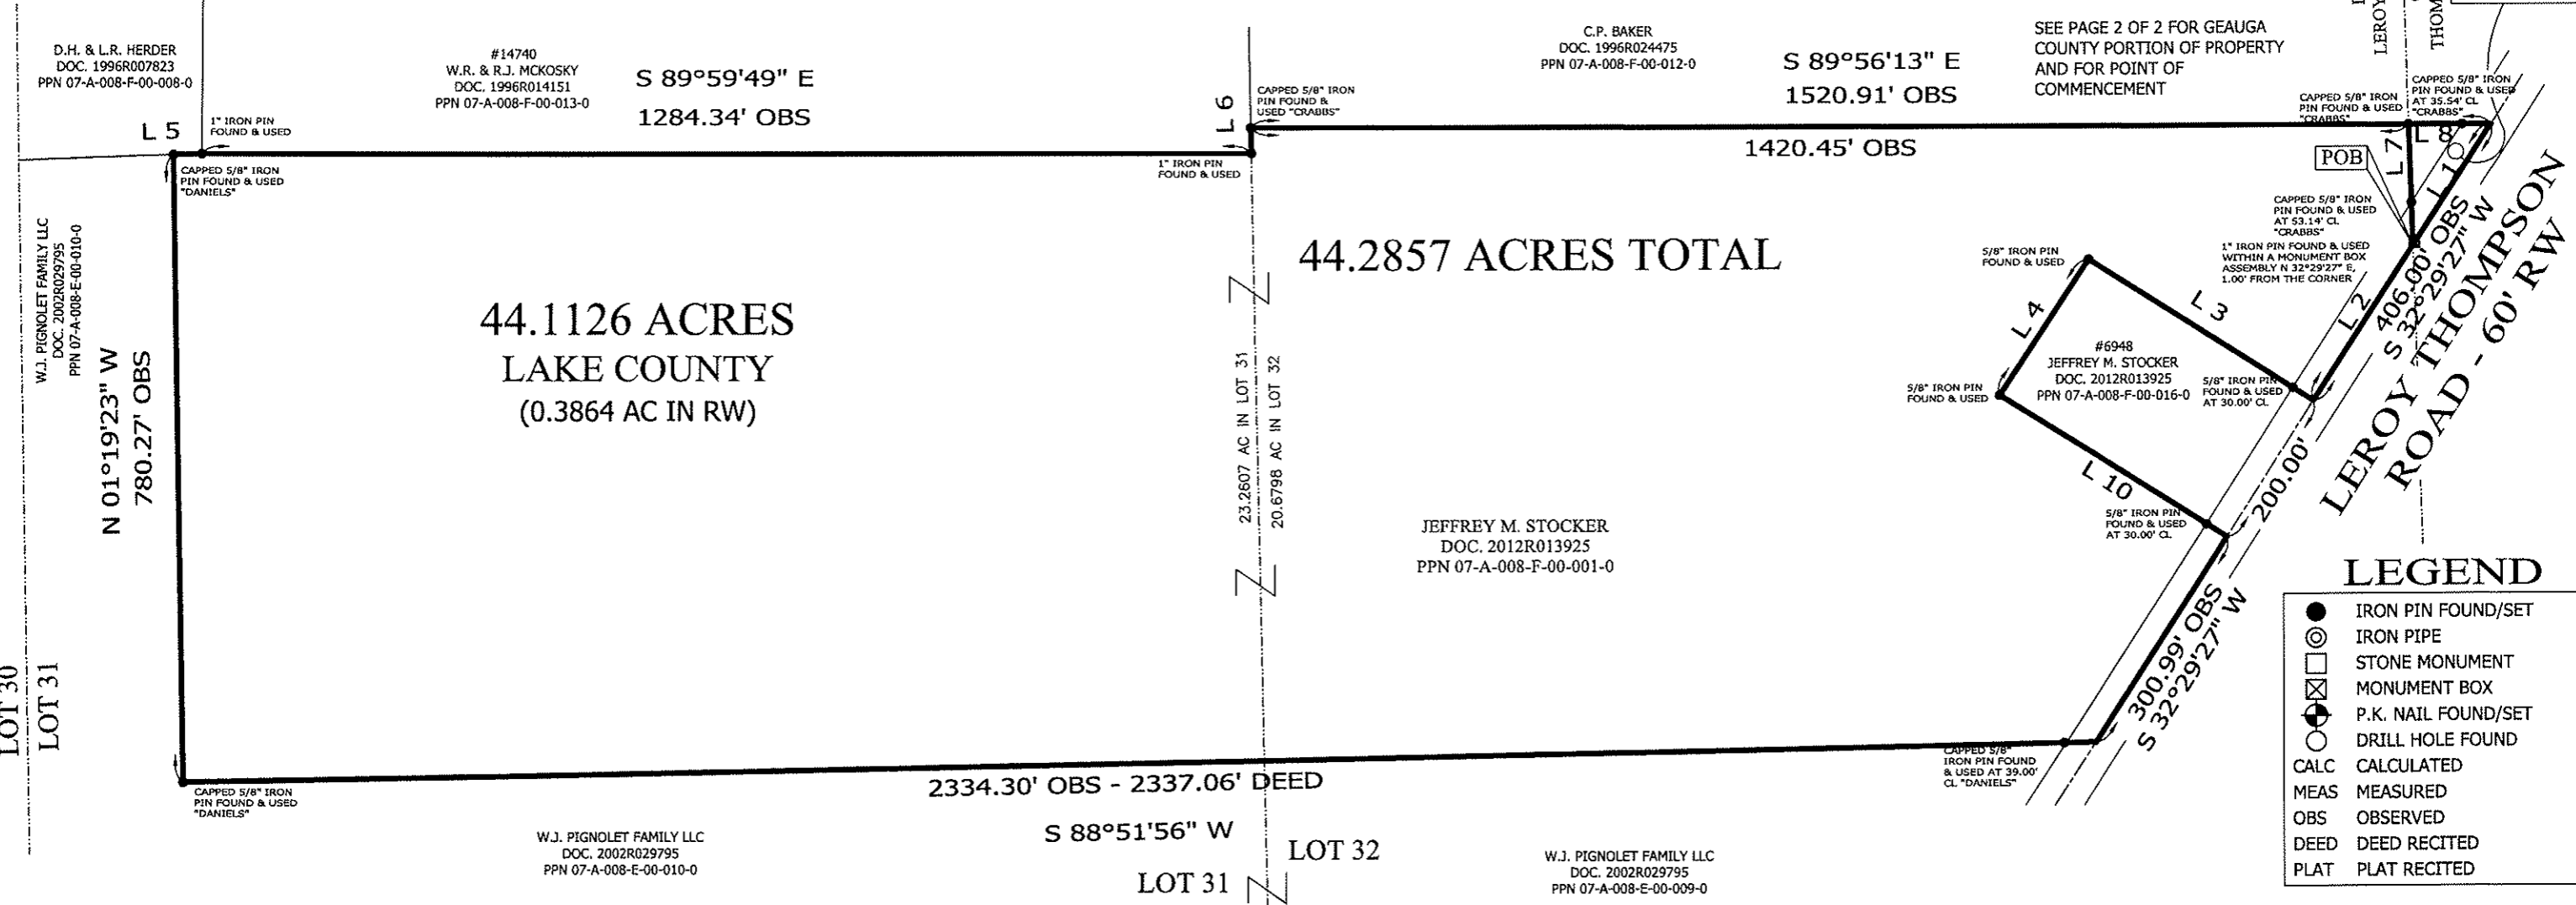 D.H. & L.R. HERDER
DOC. 1996R007823
PPN 07-A-008-F-00-008-0
#14740
W.R. & R.J. MCKOSKY
DOC. 1996R014151
PPN 07-A-008-F-00-013-0
S 89°59'49" E
1284.34' OBS
C.P. BAKER
DOC. 1996R024475
PPN 07-A-008-F-00-012-0
S 89°56'13" E
1520.91' OBS
SEE PAGE 2 OF 2 FOR GEAUGA
COUNTY PORTION OF PROPERTY
AND FOR POINT OF
COMMENCEMENT
LEROY
THOM
L 5
1" IRON PIN
FOUND & USED
L 6
CAPPED 5/8" IRON
PIN FOUND &
USED "CRABBS"
CAPPED 5/8" IRON
PIN FOUND & USED
"CRABBS"
CAPPED 5/8" IRON
PIN FOUND & USED
AT 35.54' CL
"CRABBS"
CAPPED 5/8" IRON
PIN FOUND & USED
"DANIELS"
1" IRON PIN
FOUND & USED
1420.45' OBS
POB
L 7
L 8
L 1
CAPPED 5/8" IRON
PIN FOUND & USED
AT 53.14' CL
"CRABBS"
1" IRON PIN FOUND & USED
WITHIN A MONUMENT BOX
ASSEMBLY N 32°29'27" E,
1.00' FROM THE CORNER
W.J. PIGNOLET FAMILY LLC
DOC. 2002R029795
PPN 07-A-008-E-00-010-0
N 01°19'23" W
780.27' OBS
44.1126 ACRES
LAKE COUNTY
(0.3864 AC IN RW)
44.2857 ACRES TOTAL
23.2607 AC IN LOT 31
20.6798 AC IN LOT 32
5/8" IRON PIN
FOUND & USED
L 4
L 3
L 2
406.00' OBS
S 32°29'27" W
#6948
JEFFREY M. STOCKER
DOC. 2012R013925
PPN 07-A-008-F-00-016-0
5/8" IRON PIN
FOUND & USED
5/8" IRON PIN
FOUND & USED
AT 30.00' CL
L 10
5/8" IRON PIN
FOUND & USED
AT 30.00' CL
200.00'
LEROY THOMPSON
ROAD - 60' RW
JEFFREY M. STOCKER
DOC. 2012R013925
PPN 07-A-008-F-00-001-0
300.99' OBS
S 32°29'27" W
LOT 30
LOT 31
CAPPED 5/8" IRON
PIN FOUND & USED
"DANIELS"
2334.30' OBS - 2337.06' DEED
S 88°51'56" W
CAPPED 5/8"
IRON PIN FOUND
& USED AT 39.00'
CL "DANIELS"
W.J. PIGNOLET FAMILY LLC
DOC. 2002R029795
PPN 07-A-008-E-00-010-0
LOT 31
LOT 32
W.J. PIGNOLET FAMILY LLC
DOC. 2002R029795
PPN 07-A-008-E-00-009-0
LEGEND
IRON PIN FOUND/SET
IRON PIPE
STONE MONUMENT
MONUMENT BOX
P.K. NAIL FOUND/SET
DRILL HOLE FOUND
CALC CALCULATED
MEAS MEASURED
OBS OBSERVED
DEED DEED RECITED
PLAT PLAT RECITED